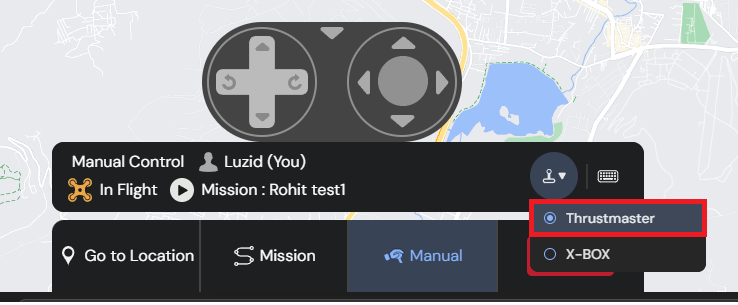 Manual Control Luzid (You)
In Flight Mission : Rohit test1
Thrustmaster
Go to Location Mission Manual X-BOX